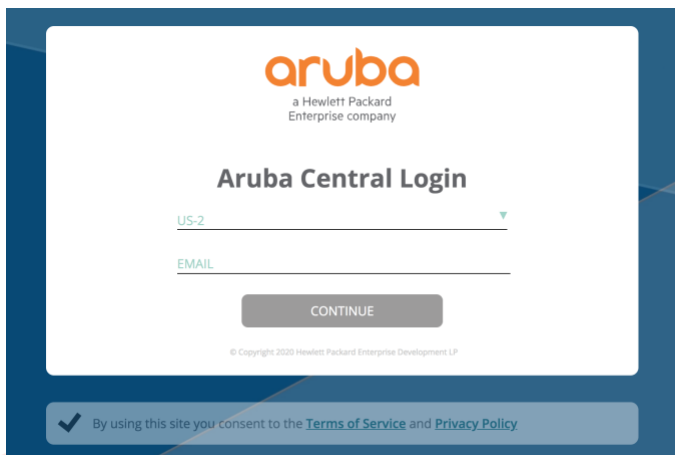 aruba
a Hewlett Packard
Enterprise company
Aruba Central Login
US-2
EMAIL
CONTINUE
© Copyright 2020 Hewlett Packard Enterprise Development LP
By using this site you consent to the Terms of Service and Privacy Policy